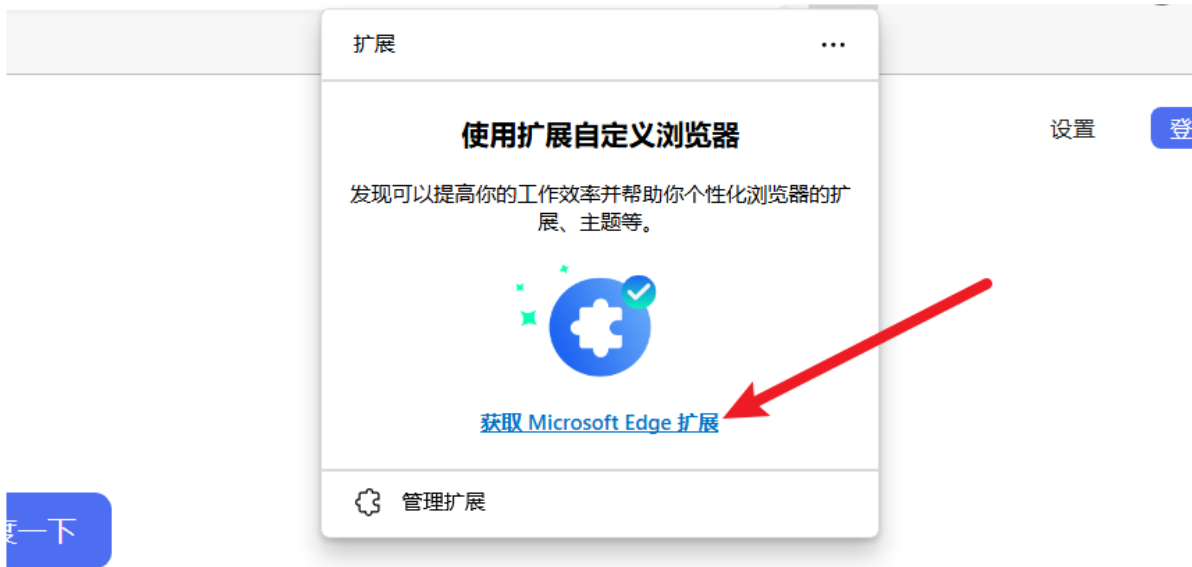 扩展
使用扩展自定义浏览器
设置
登
发现可以提高你的工作效率并帮助你个性化浏览器的扩
展、主题等。
获取 Microsoft Edge 扩展
管理扩展
度一下